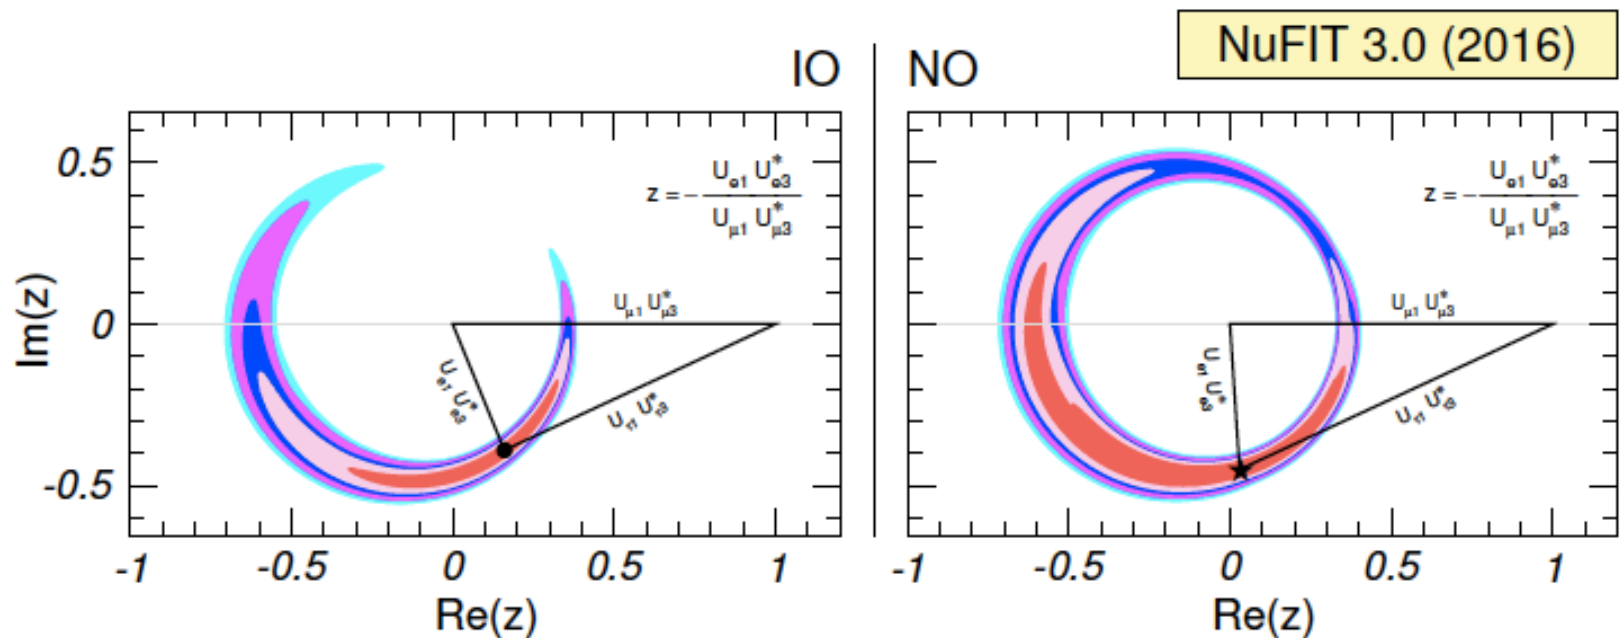 NuFIT 3.0 (2016)
IO
NO
z = - U_e1 U*_e3 / U_μ1 U*_μ3
z = - U_e1 U*_e3 / U_μ1 U*_μ3
U_μ1 U*_μ3
U_μ1 U*_μ3
U_e1 U*_e3
U_τ1 U*_τ3
U_e1 U*_e3
U_τ1 U*_τ3
Im(z)
0.5
0
-0.5
-1 -0.5 0 0.5 1
-1 -0.5 0 0.5 1
Re(z)
Re(z)